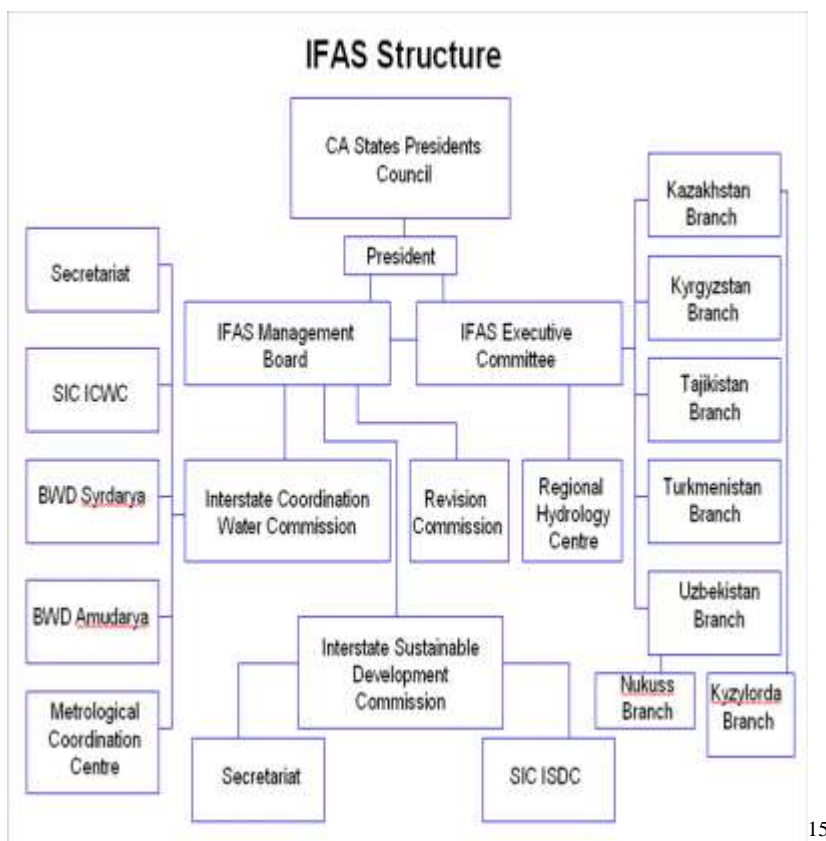 IFAS Structure
CA States Presidents
Council
President
IFAS Management
Board
IFAS Executive
Committee
Secretariat
SIC ICWC
BWD Syrdarya
BWD Amudarya
Metrological
Coordination
Centre
Interstate Coordination
Water Commission
Revision
Commission
Regional
Hydrology
Centre
Kazakhstan
Branch
Kyrgyzstan
Branch
Tajikistan
Branch
Turkmenistan
Branch
Uzbekistan
Branch
Nukuss
Branch
Kyzylorda
Branch
Interstate Sustainable
Development
Commission
Secretariat
SIC ISDC
15